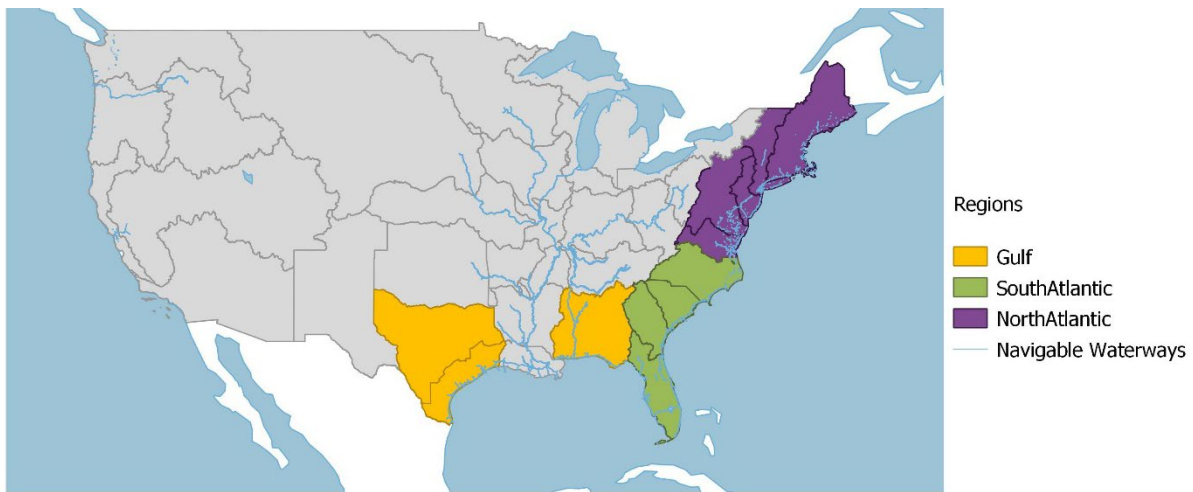 Regions
Gulf
SouthAtlantic
NorthAtlantic
Navigable Waterways